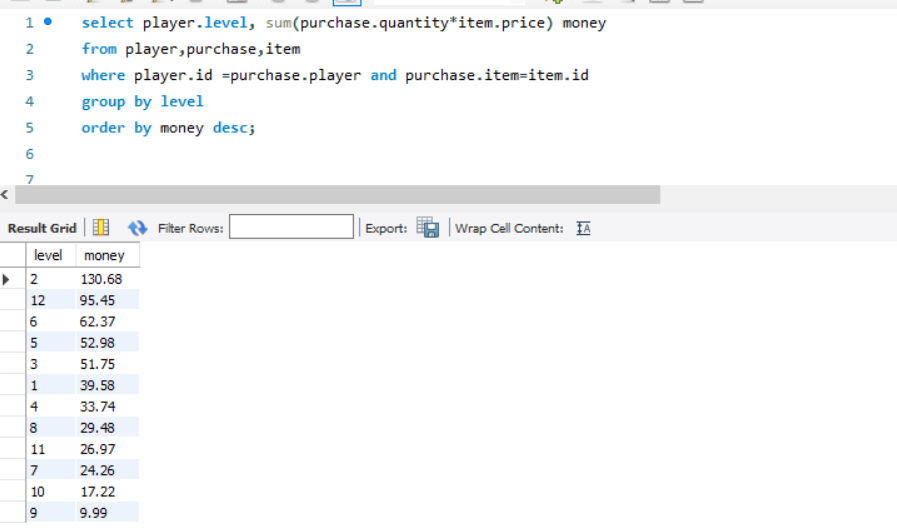 1 select player.level, sum(purchase.quantity*item.price) money
2 from player,purchase,item
3 where player.id =purchase.player and purchase.item=item.id
4 group by level
5 order by money desc;
6
7
Result Grid Filter Rows: Export: Wrap Cell Content: IA
level money
2 130.68
12 95.45
6 62.37
5 52.98
3 51.75
1 39.58
4 33.74
8 29.48
11 26.97
7 24.26
10 17.22
9 9.99